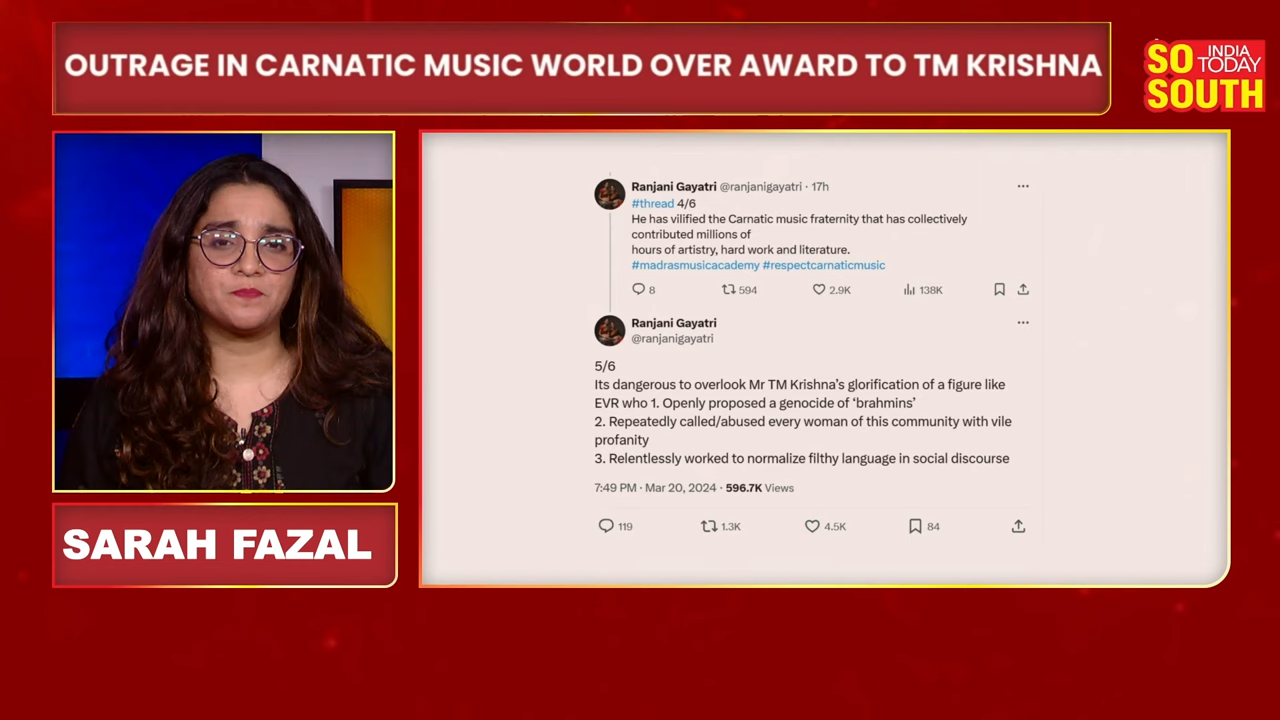 OUTRAGE IN CARNATIC MUSIC WORLD OVER AWARD TO TM KRISHNA
SO INDIA TODAY
SOUTH
Ranjani Gayatri @ranjanigayatri · 17h
#thread 4/6
He has vilified the Carnatic music fraternity that has collectively
contributed millions of
hours of artistry, hard work and literature.
#madrasmusicacademy #respectcarnaticmusic
8 594 2.9K 138K
Ranjani Gayatri
@ranjanigayatri
5/6
Its dangerous to overlook Mr TM Krishna’s glorification of a figure like
EVR who 1. Openly proposed a genocide of ‘brahmins’
2. Repeatedly called/abused every woman of this community with vile
profanity
3. Relentlessly worked to normalize filthy language in social discourse
7:49 PM · Mar 20, 2024 · 596.7K Views
119 1.3K 4.5K 84
SARAH FAZAL